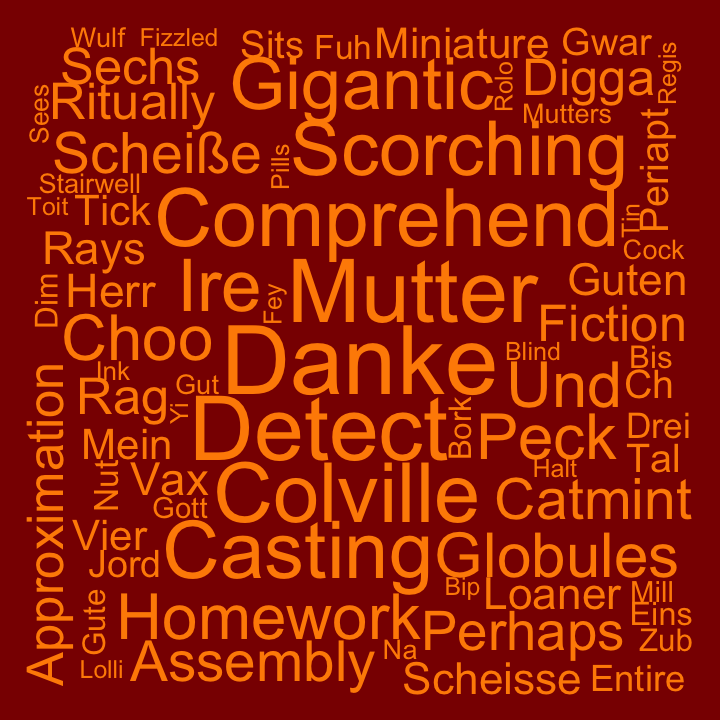 Wulf
Fizzled
Sits
Fuh
Miniature
Gwar
Sechs
Gigantic
Rolo
Digga
Regis
Sees
Ritually
Mutters
Scheiße
Pills
Scorching
Periapt
Stairwell
Toit
Tick
Comprehend
Tin
Rays
Cock
Dim
Herr
Ire
Fey
Mutter
Guten
Choo
Danke
Fiction
Blind
Bis
Ink
Rag
Gut
Yi
Und
Ch
Approximation
Mein
Detect
Bork
Peck
Drei
Nut
Vax
Halt
Tal
Gott
Colville
Catmint
Vier
Jord
Casting
Globules
Gute
Bip
Loaner
Mill
Homework
Perhaps
Eins
Zub
Lolli
Assembly
Na
Scheisse
Entire